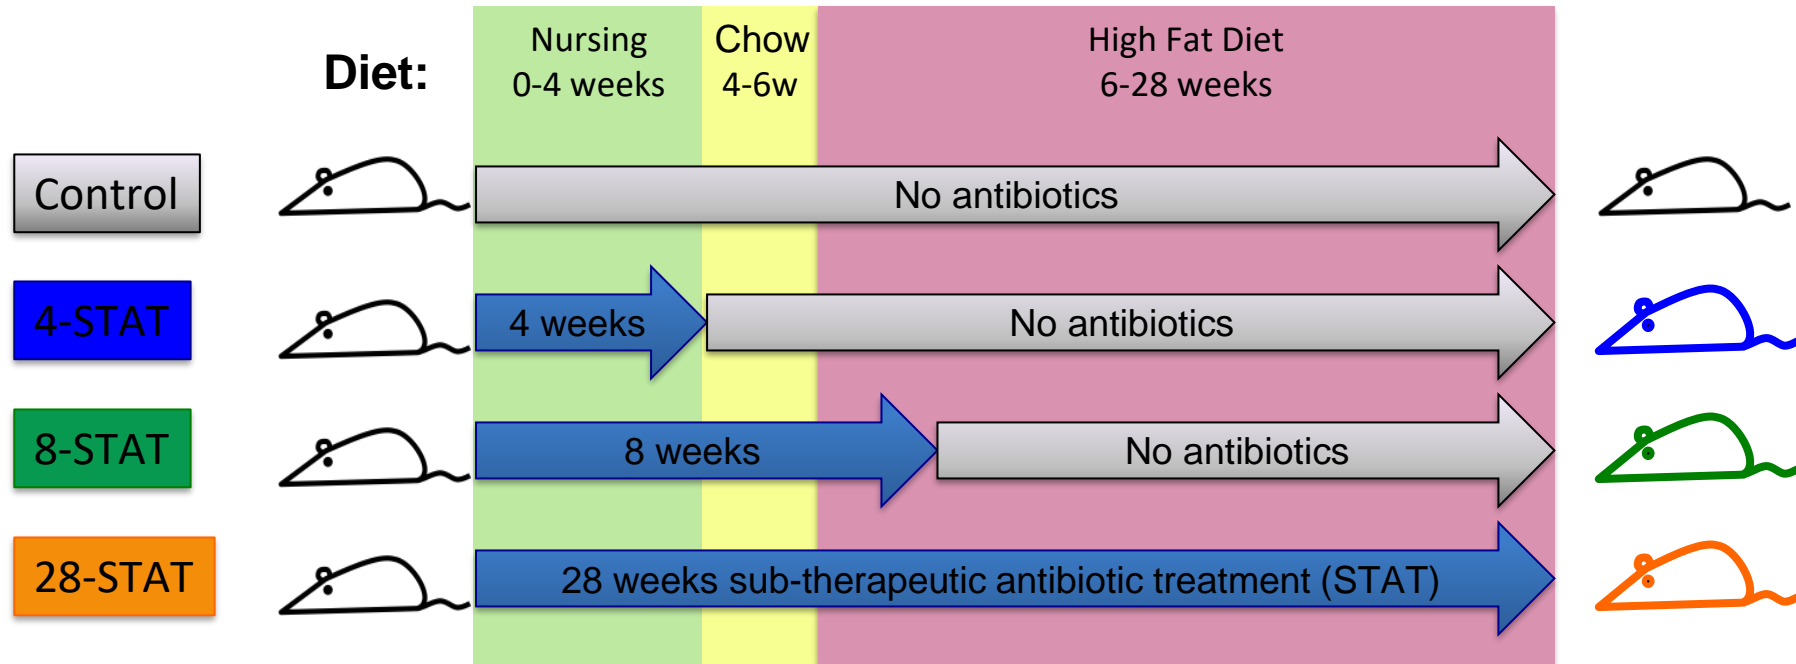 Diet:
Nursing
0-4 weeks
Chow
4-6w
High Fat Diet
6-28 weeks
Control
No antibiotics
4-STAT
4 weeks
No antibiotics
8-STAT
8 weeks
No antibiotics
28-STAT
28 weeks sub-therapeutic antibiotic treatment (STAT)